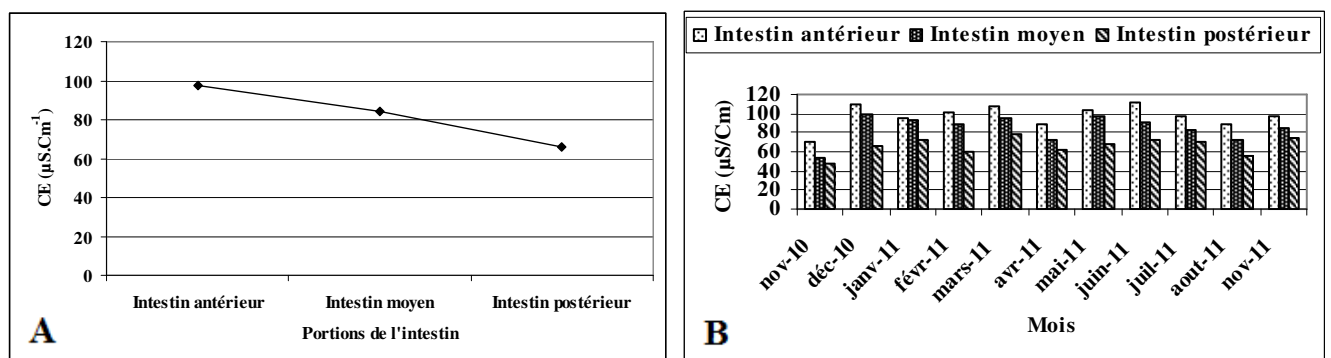 120
100
80
60
40
20
0
CE (µS.Cm-1)
Intestin antérieur Intestin moyen Intestin postérieur
Portions de l'intestin
A
Intestin antérieur Intestin moyen Intestin postérieur
120
100
80
60
40
20
0
CE (µS/Cm)
nov-10 déc-10 janv-11 févr-11 mars-11 avr-11 mai-11 juin-11 juil-11 aout-11 nov-11
Mois
B